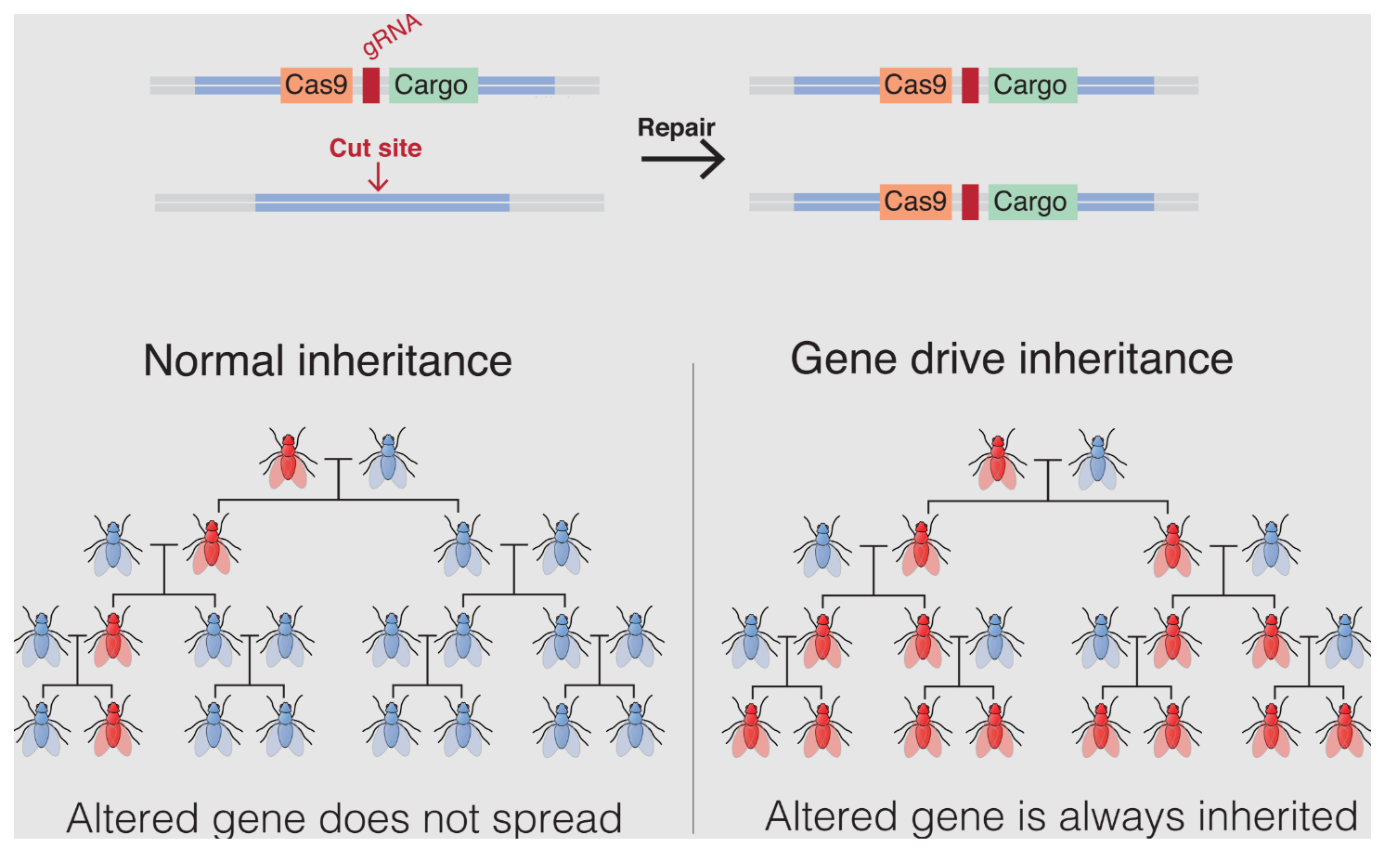 gRNA
Cas9 Cargo
Cas9 Cargo
Repair
Cut site
Cas9 Cargo
Normal inheritance
Gene drive inheritance
Altered gene does not spread
Altered gene is always inherited